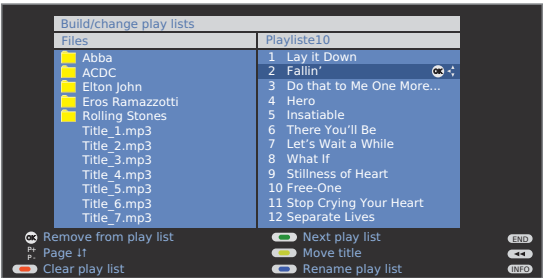 Build/change play lists
Files
Abba
ACDC
Elton John
Eros Ramazzotti
Rolling Stones
Title_1.mp3
Title_2.mp3
Title_3.mp3
Title_4.mp3
Title_5.mp3
Title_6.mp3
Title_7.mp3
Playliste10
1 Lay it Down
2 Fallin’ OK
3 Do that to Me One More...
4 Hero
5 Insatiable
6 There You’ll Be
7 Let’s Wait a While
8 What If
9 Stillness of Heart
10 Free-One
11 Stop Crying Your Heart
12 Separate Lives
OK Remove from play list
P+ P- Page ↓↑
Clear play list
Next play list
Move title
Rename play list
END
◄◄
INFO